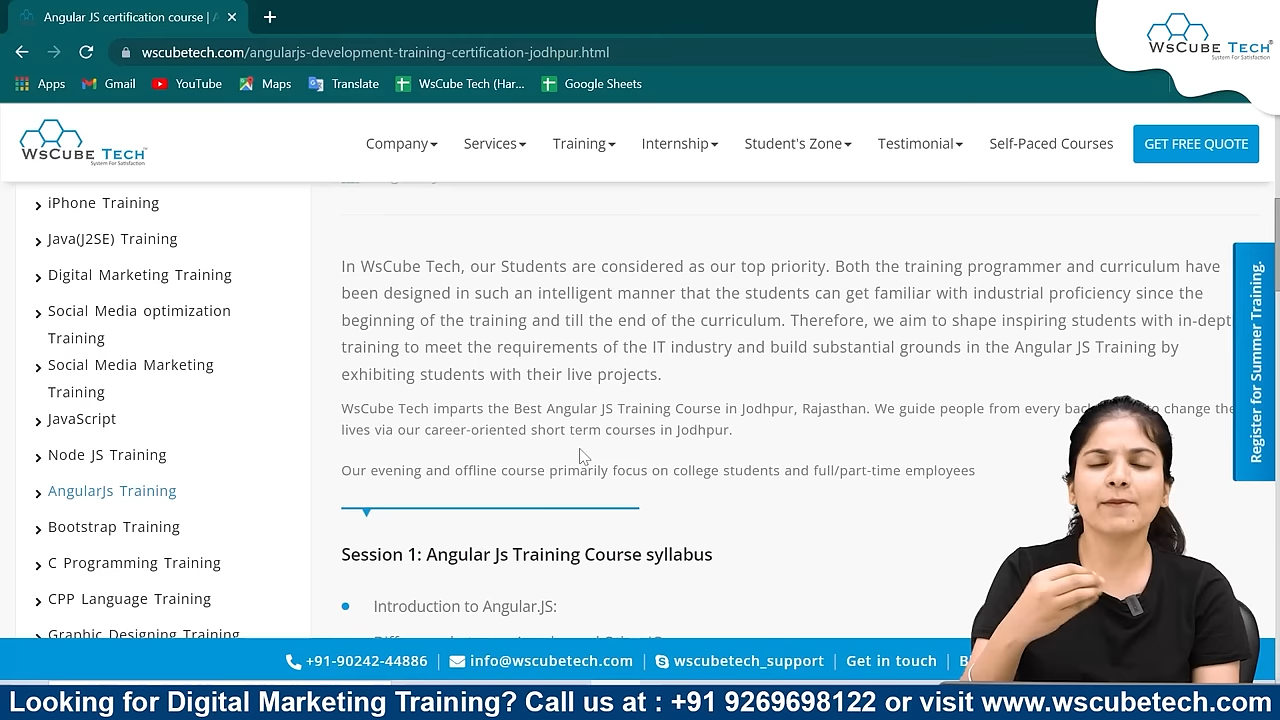 Angular JS certification course |
WSCUBE TECH
System For Satisfaction
wscubetech.com/angularjs-development-training-certification-jodhpur.html
Apps Gmail YouTube Maps Translate WsCube Tech (Har... Google Sheets
WSCUBE TECH
System For Satisfaction
Company Services Training Internship Student's Zone Testimonial Self-Paced Courses GET FREE QUOTE
iPhone Training
Java(J2SE) Training
Digital Marketing Training
Social Media optimization
Training
Social Media Marketing
Training
JavaScript
Node JS Training
AngularJs Training
Bootstrap Training
C Programming Training
CPP Language Training
Graphic Designing Training
In WsCube Tech, our Students are considered as our top priority. Both the training programmer and curriculum have
been designed in such an intelligent manner that the students can get familiar with industrial proficiency since the
beginning of the training and till the end of the curriculum. Therefore, we aim to shape inspiring students with in-dept
training to meet the requirements of the IT industry and build substantial grounds in the Angular JS Training by
exhibiting students with their live projects.
WsCube Tech imparts the Best Angular JS Training Course in Jodhpur, Rajasthan. We guide people from every to change the
lives via our career-oriented short term courses in Jodhpur.
Our evening and offline course primarily focus on college students and full/part-time employees
Session 1: Angular Js Training Course syllabus
Introduction to Angular.JS:
Register for Summer Training.
+91-90242-44886 | info@wscubetech.com | wscubetech_support | Get in touch |
Looking for Digital Marketing Training? Call us at : +91 9269698122 or visit www.wscubetech.com